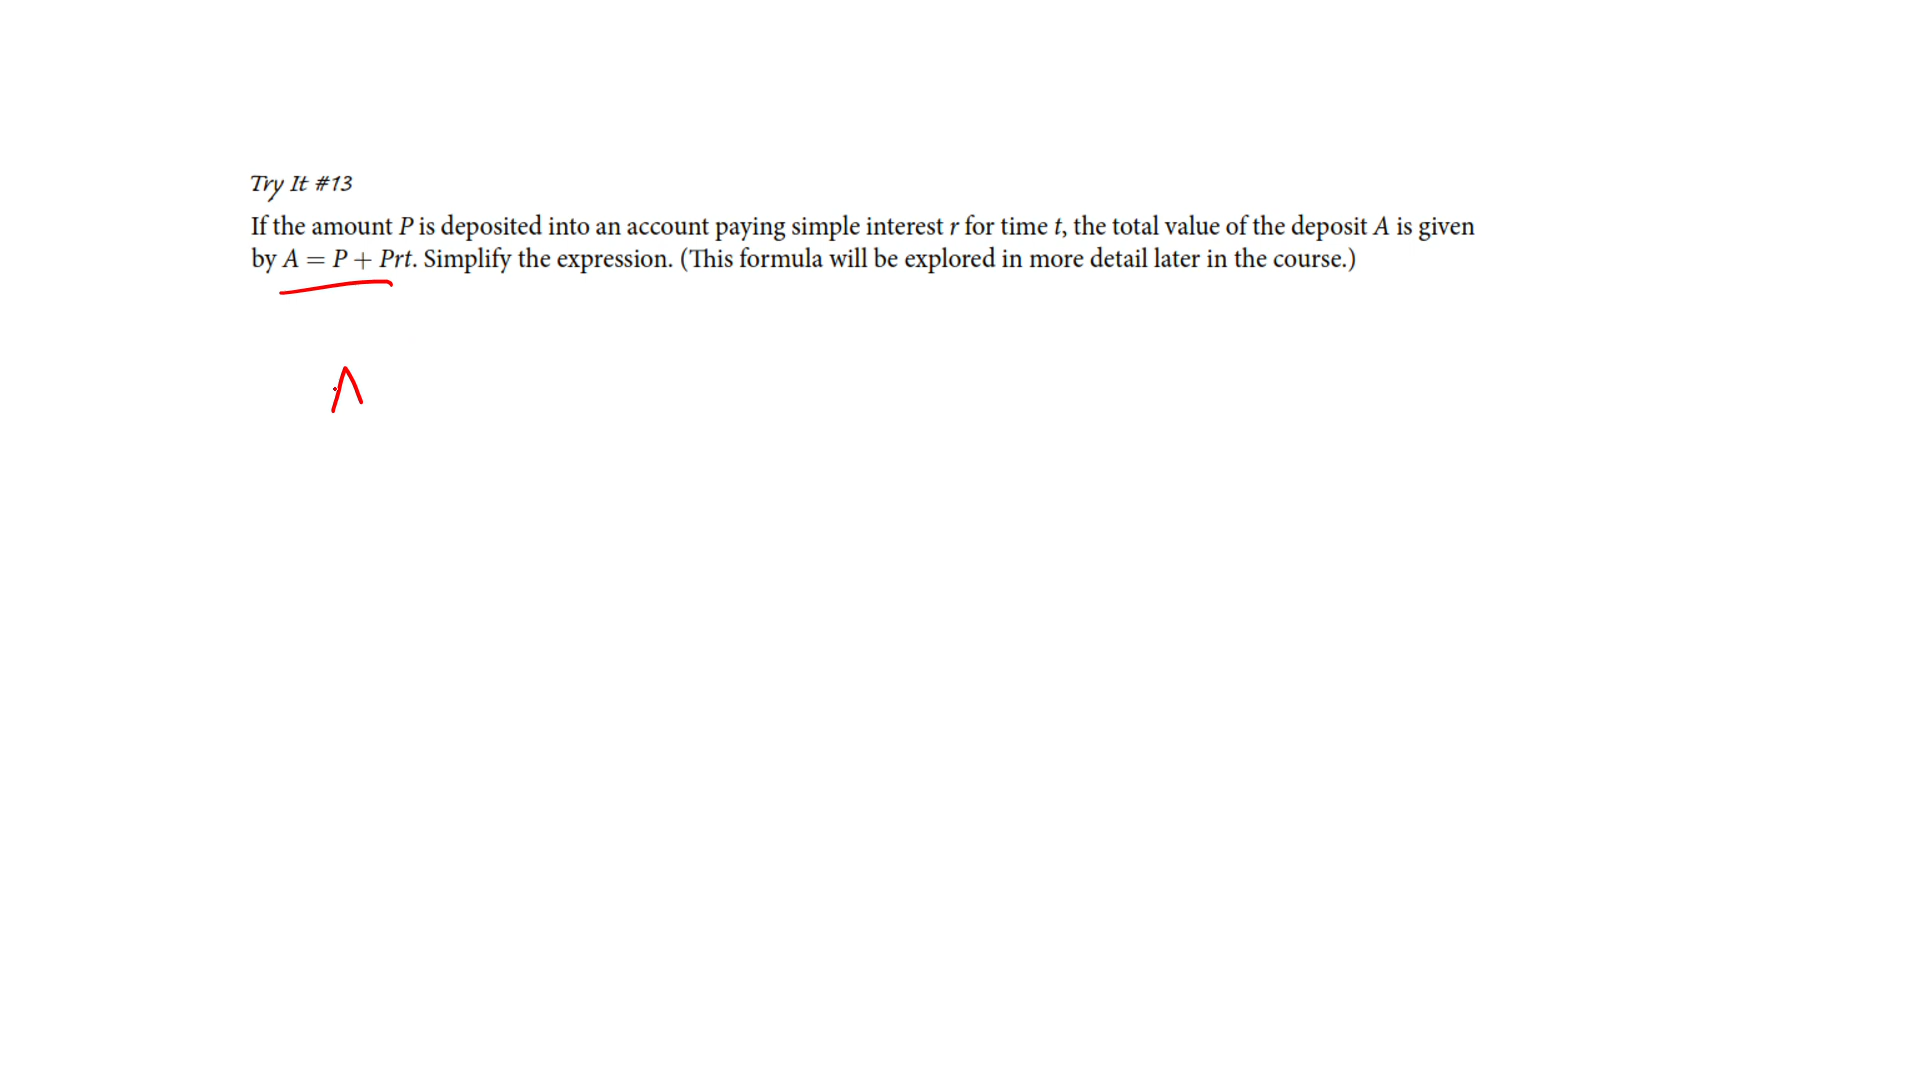 Try It #13
If the amount P is deposited into an account paying simple interest r for time t, the total value of the deposit A is given
by A = P + Prt. Simplify the expression. (This formula will be explored in more detail later in the course.)